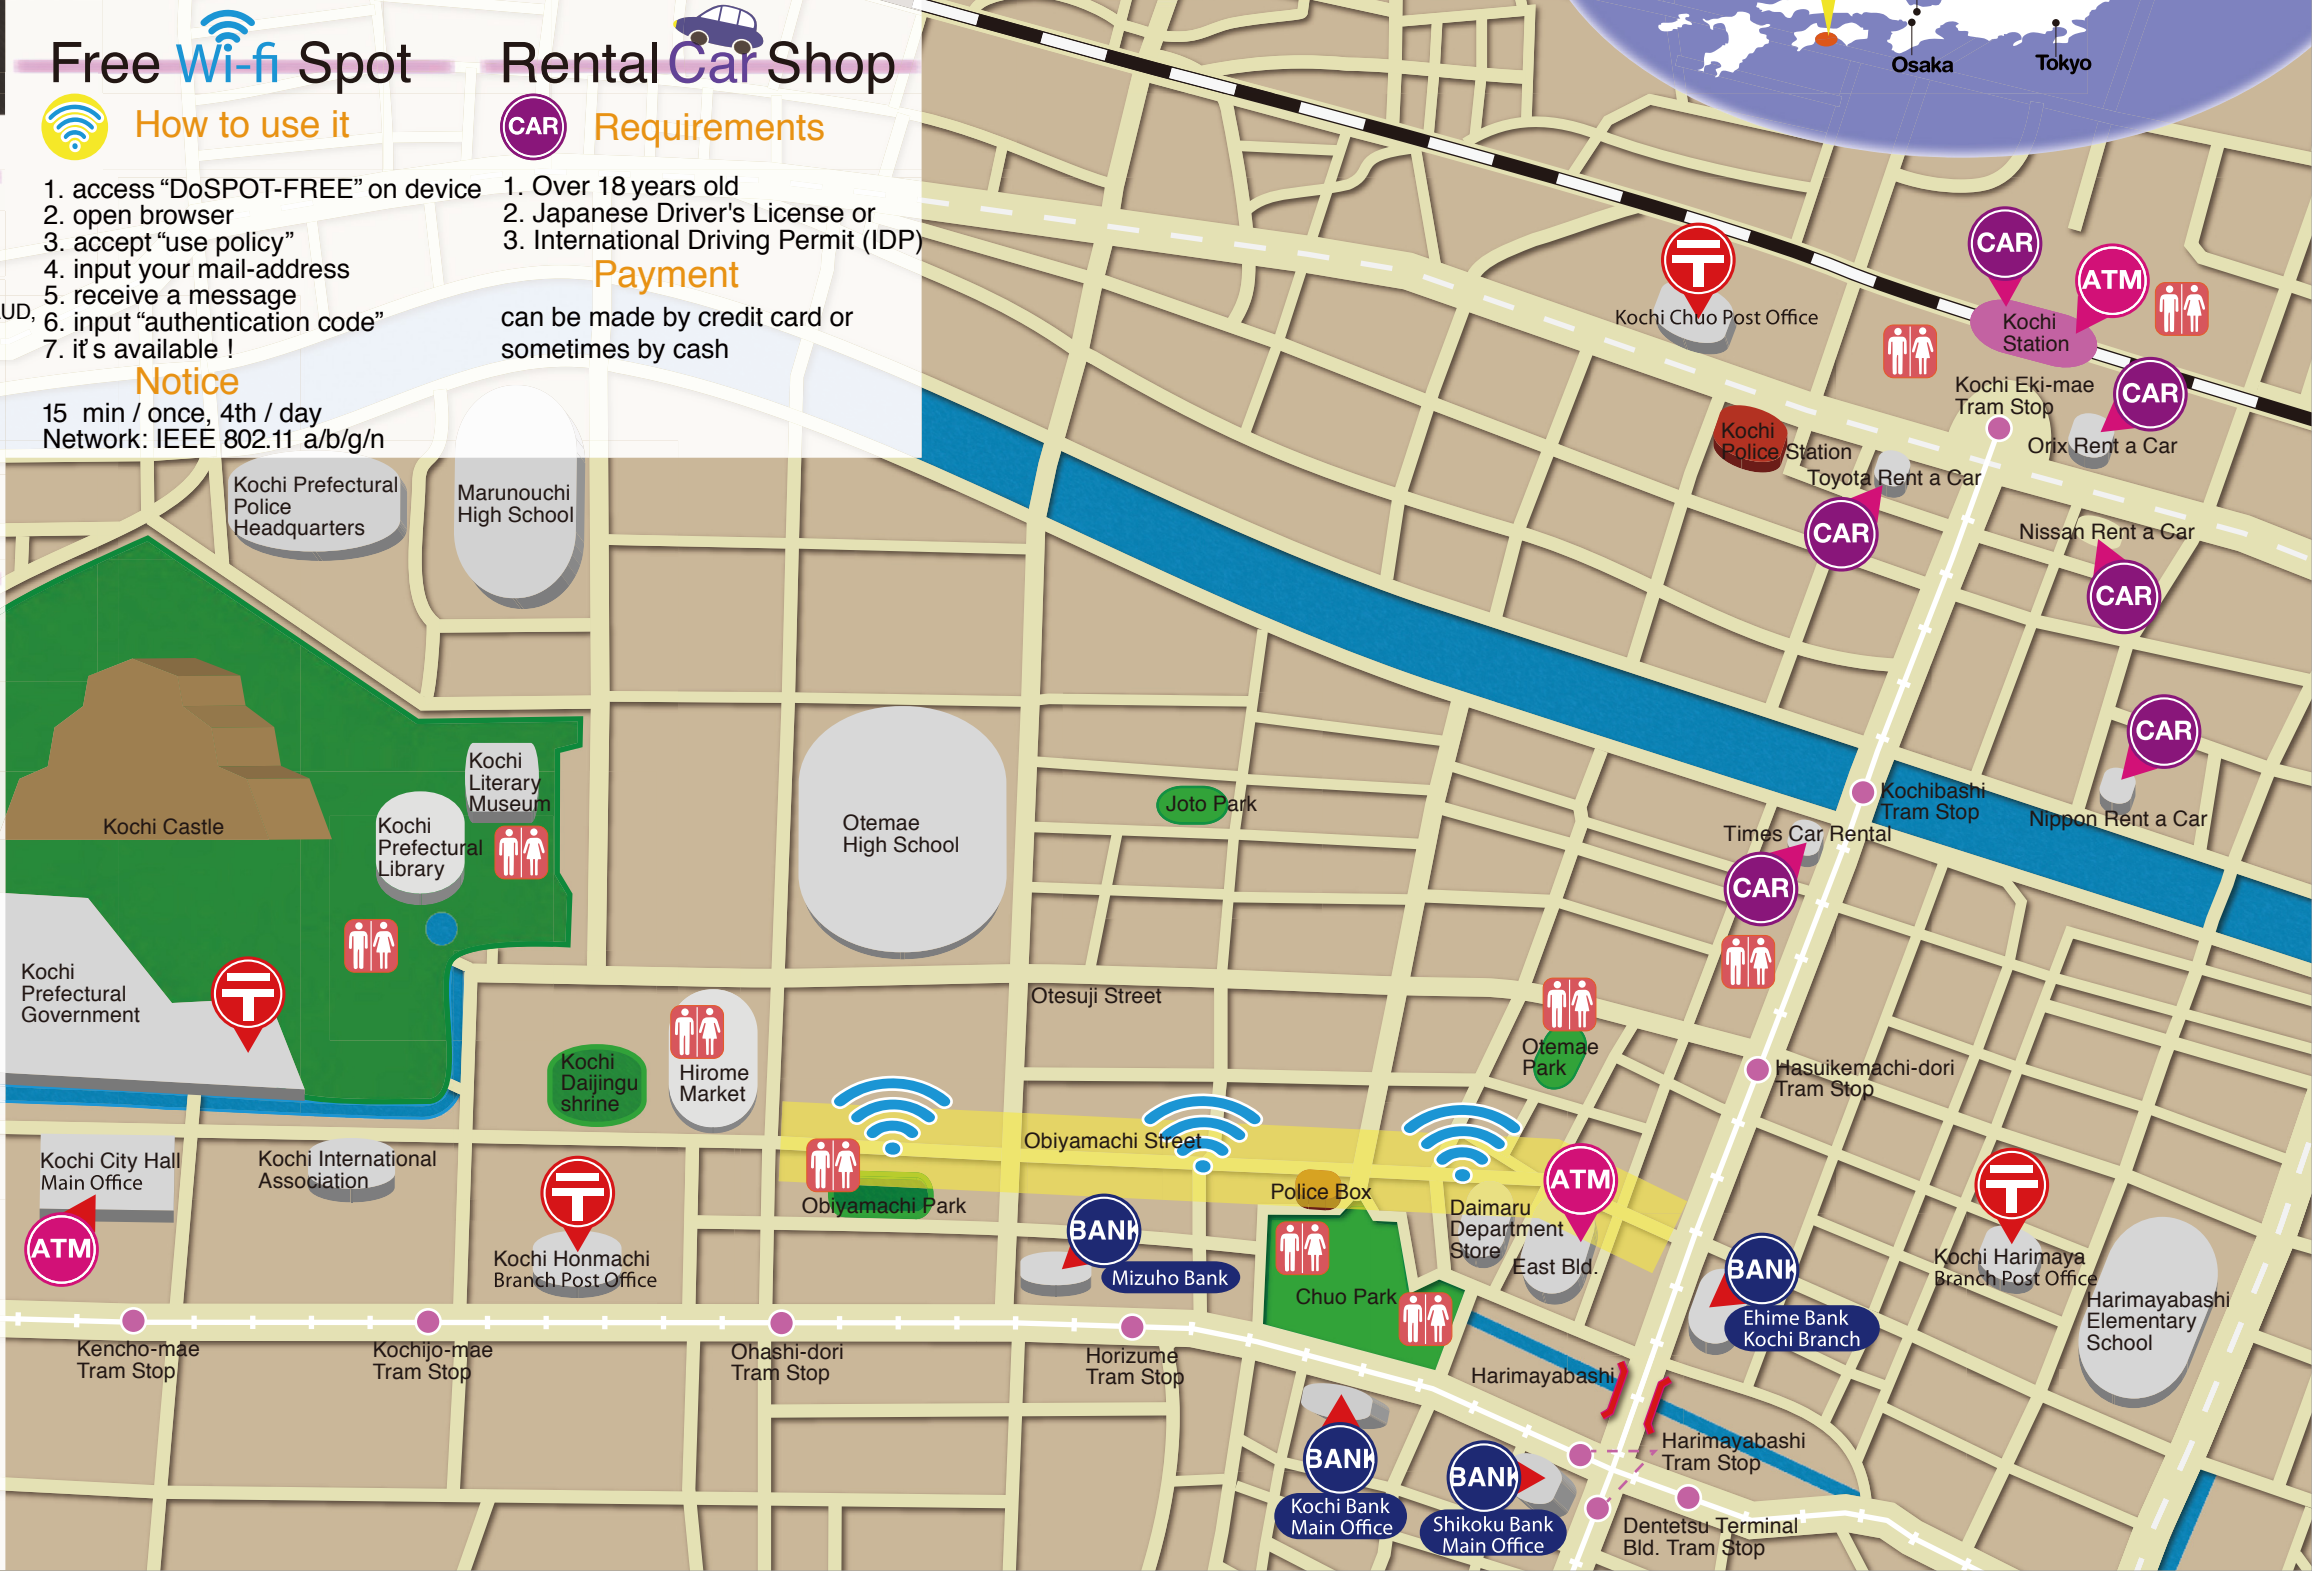 Free Wi-fi Spot
How to use it
1. access “DoSPOT-FREE” on device
2. open browser
3. accept “use policy”
4. input your mail-address
5. receive a message
6. input “authentication code”
7. it's available !
Notice
15 min / once, 4th / day
Network: IEEE 802.11 a/b/g/n
UD,
Rental Car Shop
CAR
Requirements
1. Over 18 years old
2. Japanese Driver's License or
3. International Driving Permit (IDP)
Payment
can be made by credit card or
sometimes by cash
Osaka
Tokyo
CAR
ATM
Kochi
Station
Kochi Chuo Post Office
Kochi Eki-mae
Tram Stop
CAR
Orix Rent a Car
Kochi
Police Station
Toyota Rent a Car
CAR
Nissan Rent a Car
CAR
Kochi Prefectural
Police
Headquarters
Marunouchi
High School
CAR
Nippon Rent a Car
Kochibashi
Tram Stop
Times Car Rental
CAR
Kochi
Literary
Museum
Kochi Castle
Kochi
Prefectural
Library
Otemae
High School
Joto Park
Kochi
Prefectural
Government
Otesuji Street
Otemae
Park
Hasuikemachi-dori
Tram Stop
Kochi
Daijingu
shrine
Hirome
Market
Obiyamachi Street
Kochi City Hall
Main Office
ATM
Kochi International
Association
Kochi Honmachi
Branch Post Office
Obiyamachi Park
BANK
Mizuho Bank
Police Box
Daimaru
Department
Store
ATM
East Bld.
Chuo Park
BANK
Ehime Bank
Kochi Branch
Kochi Harimaya
Branch Post Office
Harimayabashi
Elementary
School
Kencho-mae
Tram Stop
Kochijo-mae
Tram Stop
Ohashi-dori
Tram Stop
Horizume
Tram Stop
Harimayabashi
Harimayabashi
Tram Stop
BANK
Kochi Bank
Main Office
BANK
Shikoku Bank
Main Office
Dentetsu Terminal
Bld. Tram Stop